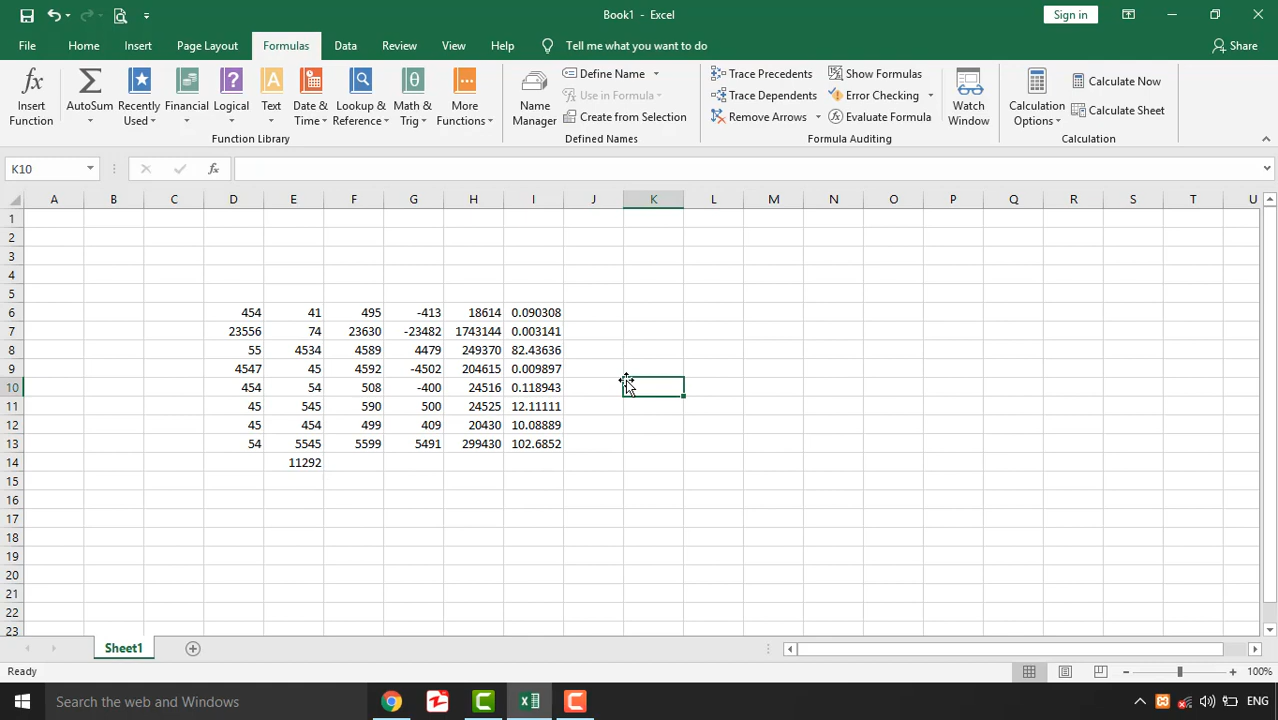 Book1 - Excel
Sign in
File Home Insert Page Layout Formulas Data Review View Help Tell me what you want to do Share
Insert Function
AutoSum
Recently Used
Financial
Logical
Text
Date & Time
Lookup & Reference
Math & Trig
More Functions
Function Library
Name Manager
Define Name
Use in Formula
Create from Selection
Defined Names
Trace Precedents
Trace Dependents
Remove Arrows
Show Formulas
Error Checking
Evaluate Formula
Formula Auditing
Watch Window
Calculation Options
Calculate Now
Calculate Sheet
Calculation
K10
fx
A B C D E F G H I J K L M N O P Q R S T U
1
2
3
4
5
6 454 41 495 -413 18614 0.090308
7 23556 74 23630 -23482 1743144 0.003141
8 55 4534 4589 4479 249370 82.43636
9 4547 45 4592 -4502 204615 0.009897
10 454 54 508 -400 24516 0.118943
11 45 545 590 500 24525 12.11111
12 45 454 499 409 20430 10.08889
13 54 5545 5599 5491 299430 102.6852
14 11292
15
16
17
18
19
20
21
22
23
Sheet1
Ready
100%
Search the web and Windows
ENG